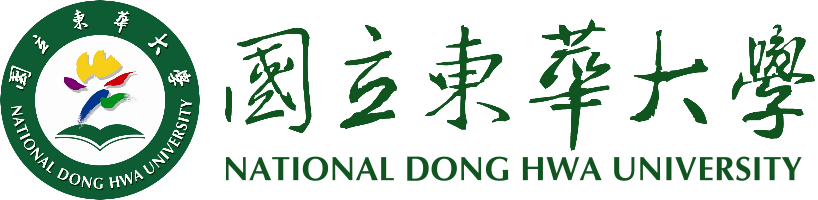 國立東華大學
NATIONAL DONG HWA UNIVERSITY
國立東華大學
NATIONAL DONG HWA UNIVERSITY